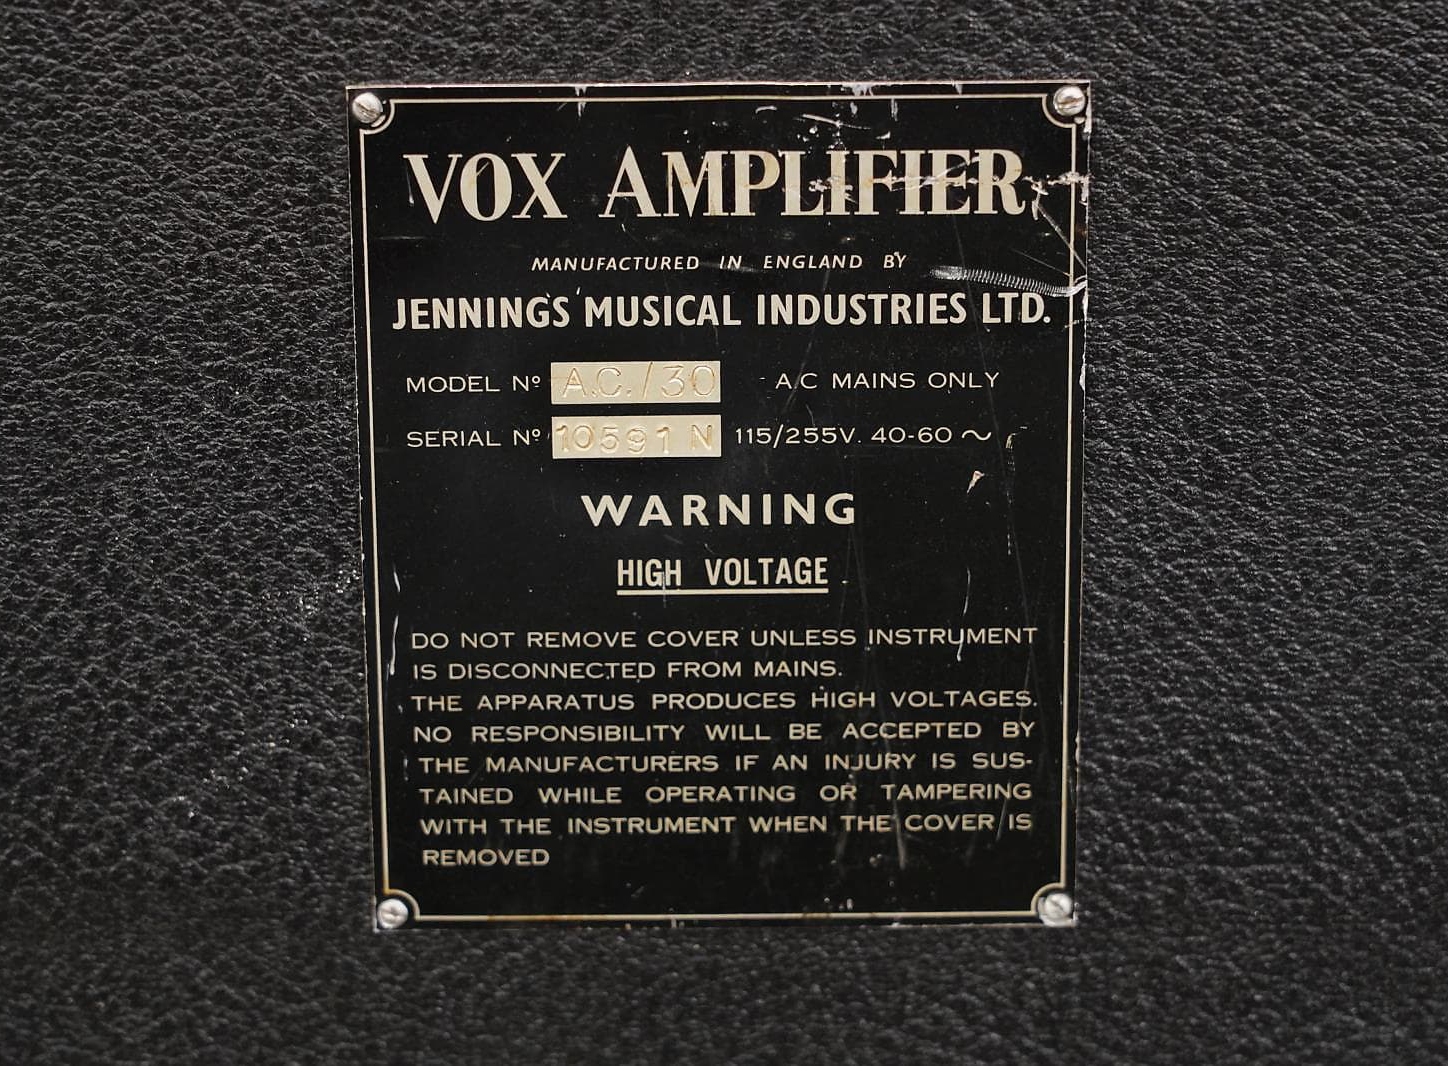 VOX AMPLIFIER
MANUFACTURED IN ENGLAND BY
JENNINGS MUSICAL INDUSTRIES LTD.
MODEL Nº A.C./30 A/C MAINS ONLY
SERIAL Nº 10591 N 115/255V. 40-60 ~
WARNING
HIGH VOLTAGE
DO NOT REMOVE COVER UNLESS INSTRUMENT
IS DISCONNECTED FROM MAINS.
THE APPARATUS PRODUCES HIGH VOLTAGES.
NO RESPONSIBILITY WILL BE ACCEPTED BY
THE MANUFACTURERS IF AN INJURY IS SUS-
TAINED WHILE OPERATING OR TAMPERING
WITH THE INSTRUMENT WHEN THE COVER IS
REMOVED